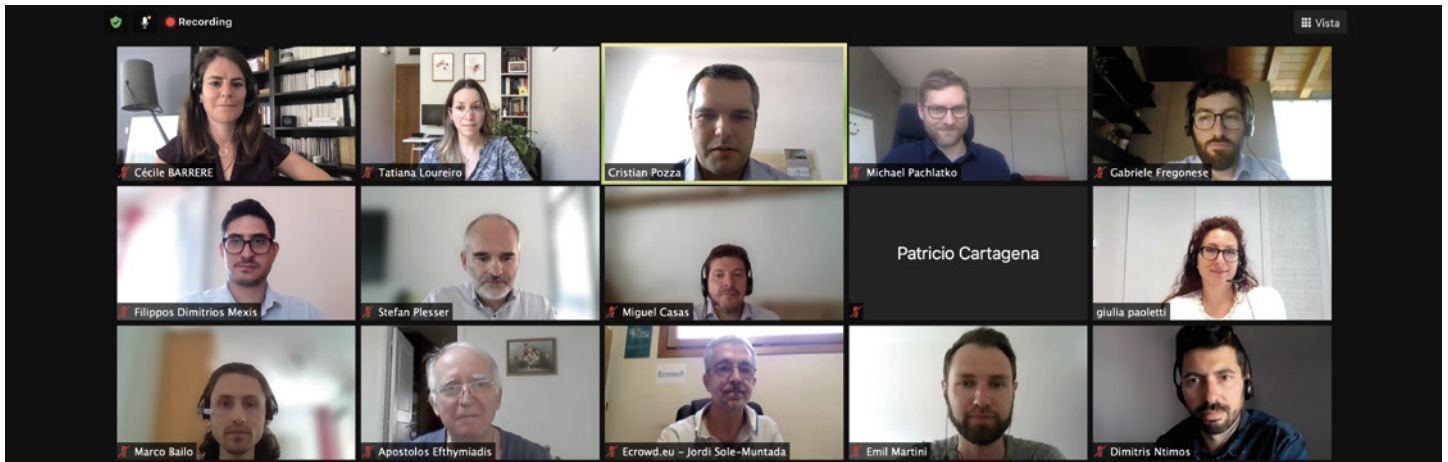 Recording
Vista
Cécile BARRERE
Tatiana Loureiro
Cristian Pozza
Michael Pachlatko
Gabriele Fregonese
Filippos Dimitrios Mexis
Stefan Plesser
Miguel Casas
Patricio Cartagena
giulia paoletti
Marco Bailo
Apostolos Efthymiadis
Ecrowd!
Ecrowd.eu – Jordi Sole-Muntada
Emil Martini
Dimitris Ntimos